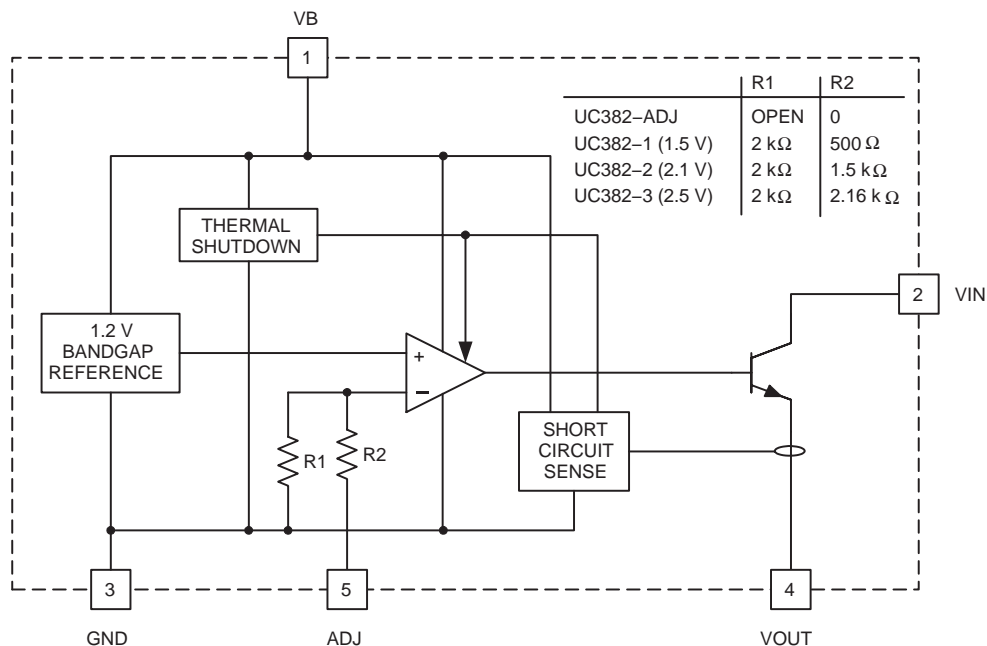 VB
1
R1 R2
UC382–ADJ OPEN 0
UC382–1 (1.5 V) 2 kΩ 500 Ω
UC382–2 (2.1 V) 2 kΩ 1.5 kΩ
UC382–3 (2.5 V) 2 kΩ 2.16 k Ω
THERMAL
SHUTDOWN
2 VIN
1.2 V
BANDGAP
REFERENCE
+
–
R1 R2
SHORT
CIRCUIT
SENSE
3 5 4
GND ADJ VOUT